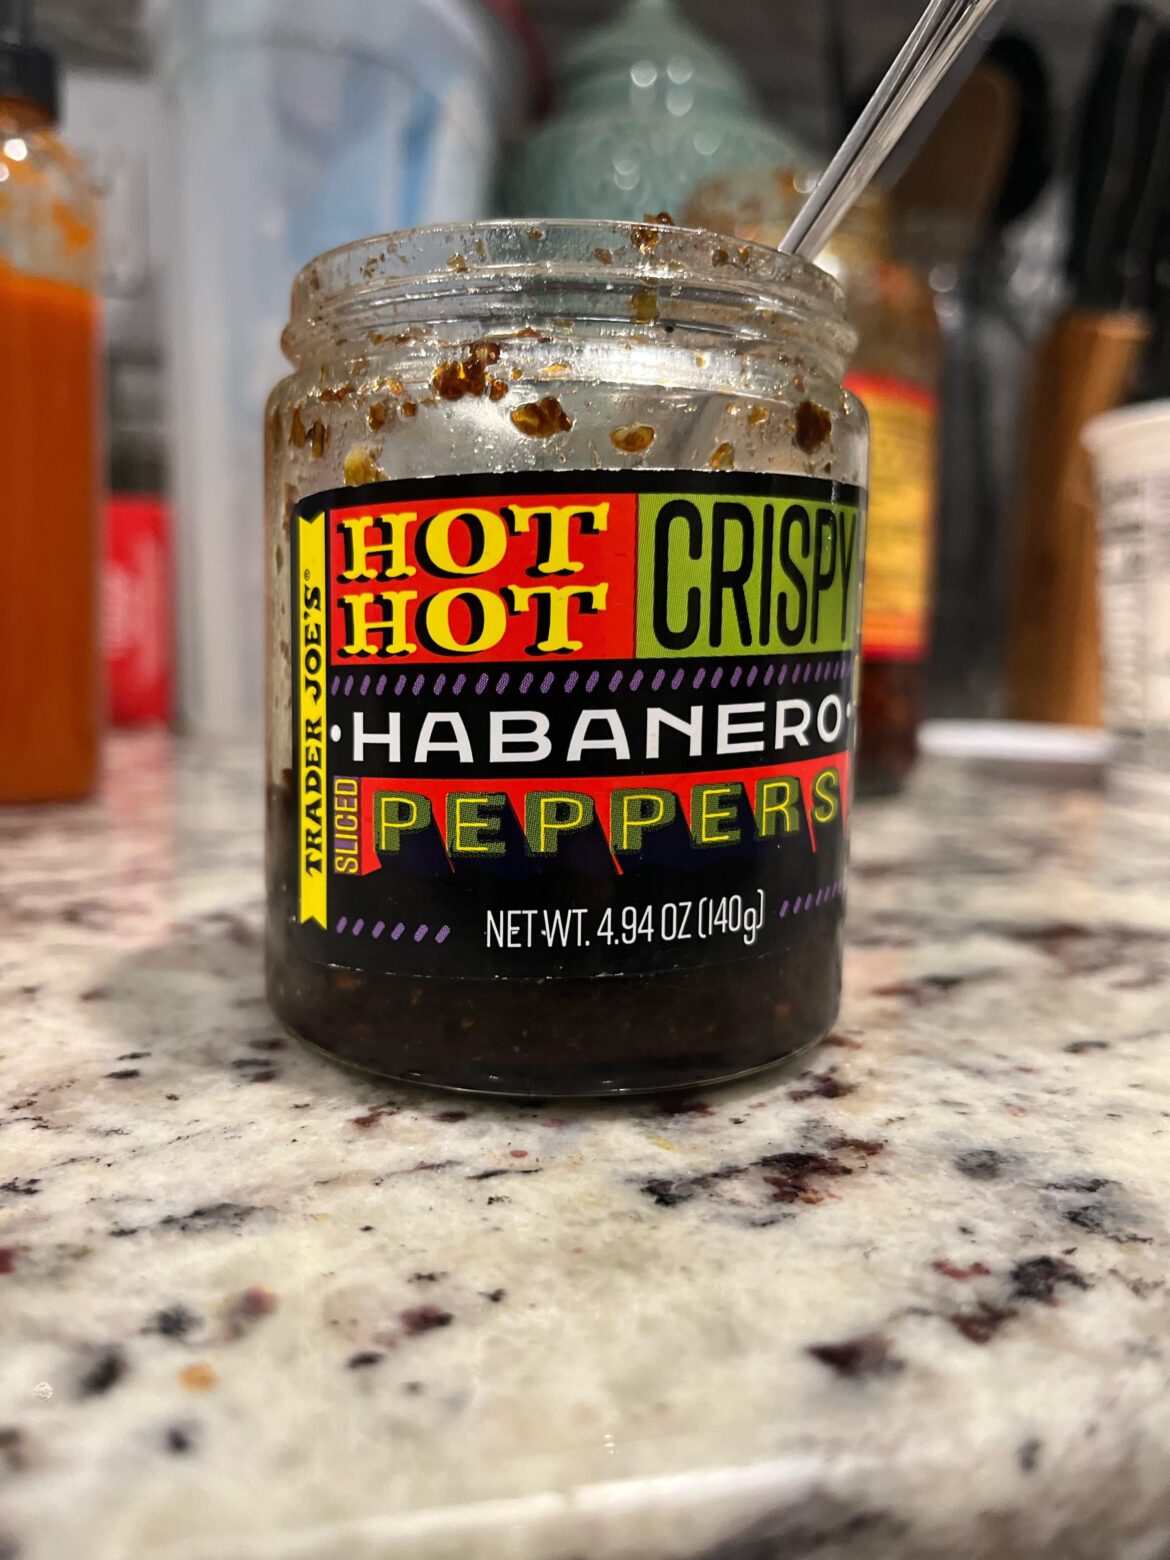 TRADER JOE'S®
HOT
HOT
CRISPY
·HABANERO·
SLICED
PEPPERS
NET WT. 4.94 OZ (140g)